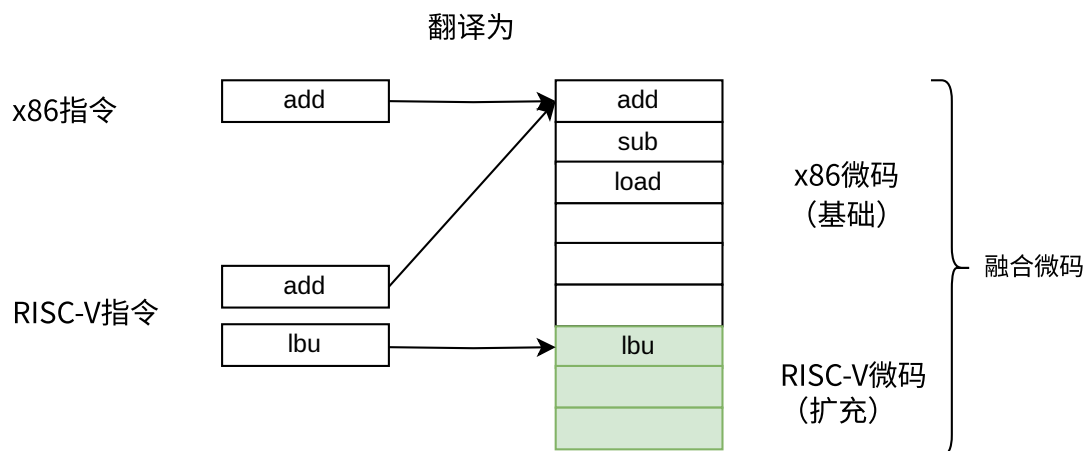 翻译为
x86指令
add
add
sub
load
x86微码
（基础）
融合微码
RISC-V指令
add
lbu
lbu
RISC-V微码
（扩充）